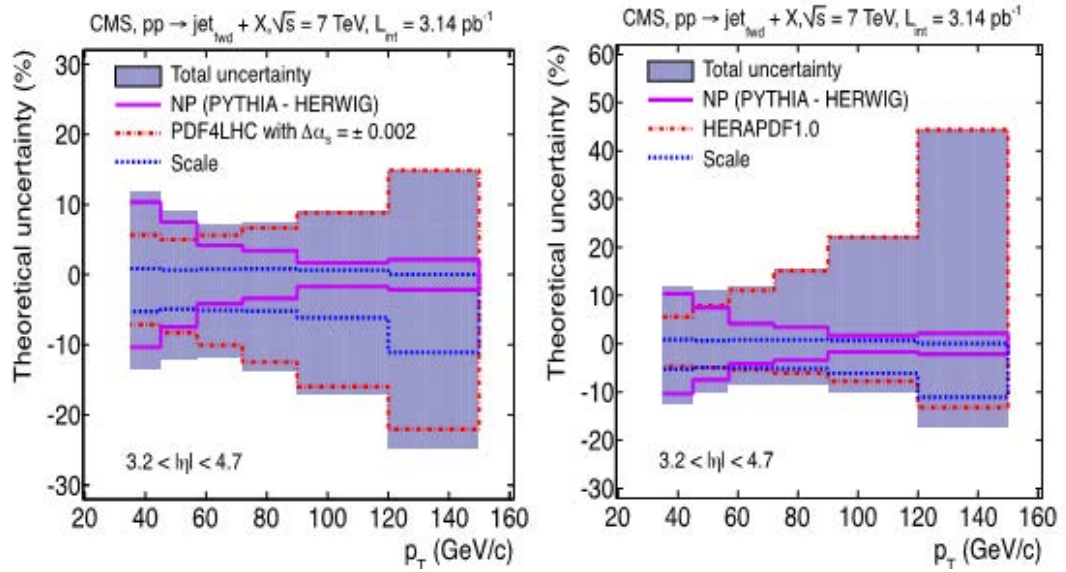 CMS, pp → jet_fwd + X,√s = 7 TeV, L_int = 3.14 pb⁻¹
Theoretical uncertainty (%)
30
20
10
0
-10
-20
-30
Total uncertainty
NP (PYTHIA - HERWIG)
PDF4LHC with Δα_s = ± 0.002
Scale
3.2 < |η| < 4.7
20 40 60 80 100 120 140 160
p_T (GeV/c)
CMS, pp → jet_fwd + X,√s = 7 TeV, L_int = 3.14 pb⁻¹
Theoretical uncertainty (%)
60
50
40
30
20
10
0
-10
-20
-30
Total uncertainty
NP (PYTHIA - HERWIG)
HERAPDF1.0
Scale
3.2 < |η| < 4.7
20 40 60 80 100 120 140 160
p_T (GeV/c)